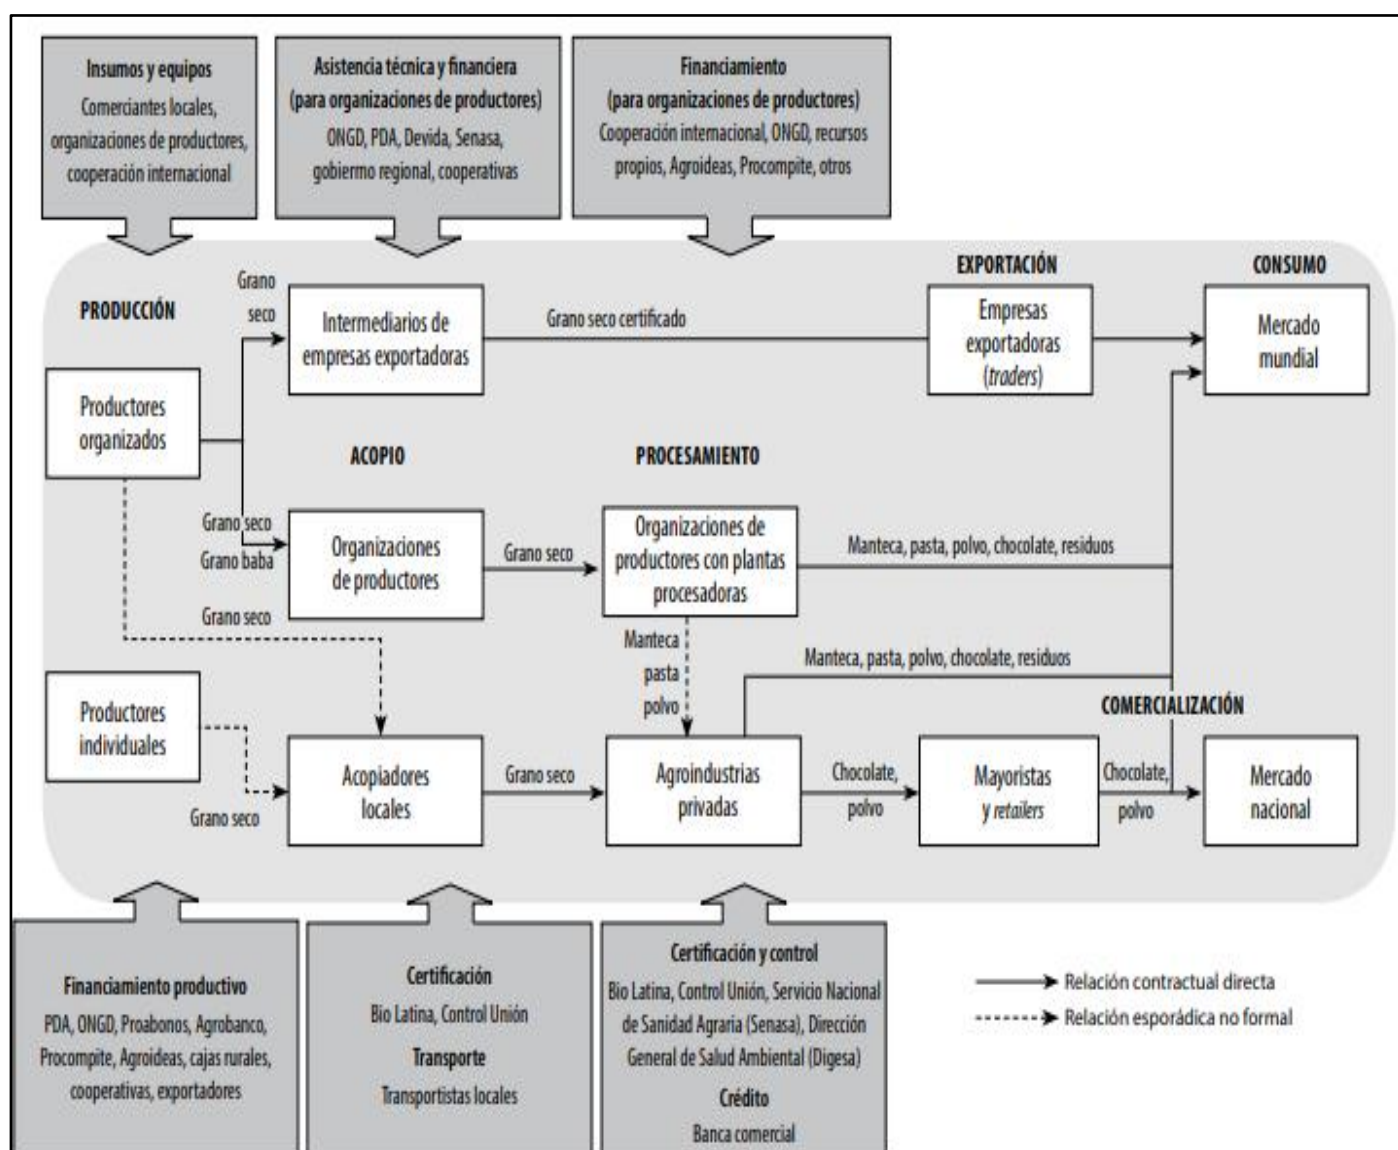 Insumos y equipos
Comerciantes locales,
organizaciones de productores,
cooperación internacional
Asistencia técnica y financiera
(para organizaciones de productores)
ONGD, PDA, Devida, Senasa,
gobiermo regional, cooperativas
Financiamiento
(para organizaciones de productores)
Cooperación internacional, ONGD, recursos
propios, Agroideas, Procompite, otros
PRODUCCIÓN
Grano
seco
Intermediarios de
empresas exportadoras
Grano seco certificado
EXPORTACIÓN
Empresas
exportadoras
(traders)
CONSUMO
Mercado
mundial
Productores
organizados
ACOPIO
PROCESAMIENTO
Grano seco
Grano baba
Organizaciones
de productores
Grano seco
Organizaciones de
productores con plantas
procesadoras
Manteca, pasta, polvo, chocolate, residuos
Grano seco
Manteca
pasta
polvo
Manteca, pasta, polvo, chocolate, residuos
COMERCIALIZACIÓN
Productores
individuales
Grano seco
Acopiadores
locales
Grano seco
Agroindustrias
privadas
Chocolate,
polvo
Mayoristas
y retailers
Chocolate,
polvo
Mercado
nacional
Financiamiento productivo
PDA, ONGD, Proabonos, Agrobanco,
Procompite, Agroideas, cajas rurales,
cooperativas, exportadores
Certificación
Bio Latina, Control Unión
Transporte
Transportistas locales
Certificación y control
Bio Latina, Control Unión, Servicio Nacional
de Sanidad Agraria (Senasa), Dirección
General de Salud Ambiental (Digesa)
Crédito
Banca comercial
Relación contractual directa
Relación esporádica no formal